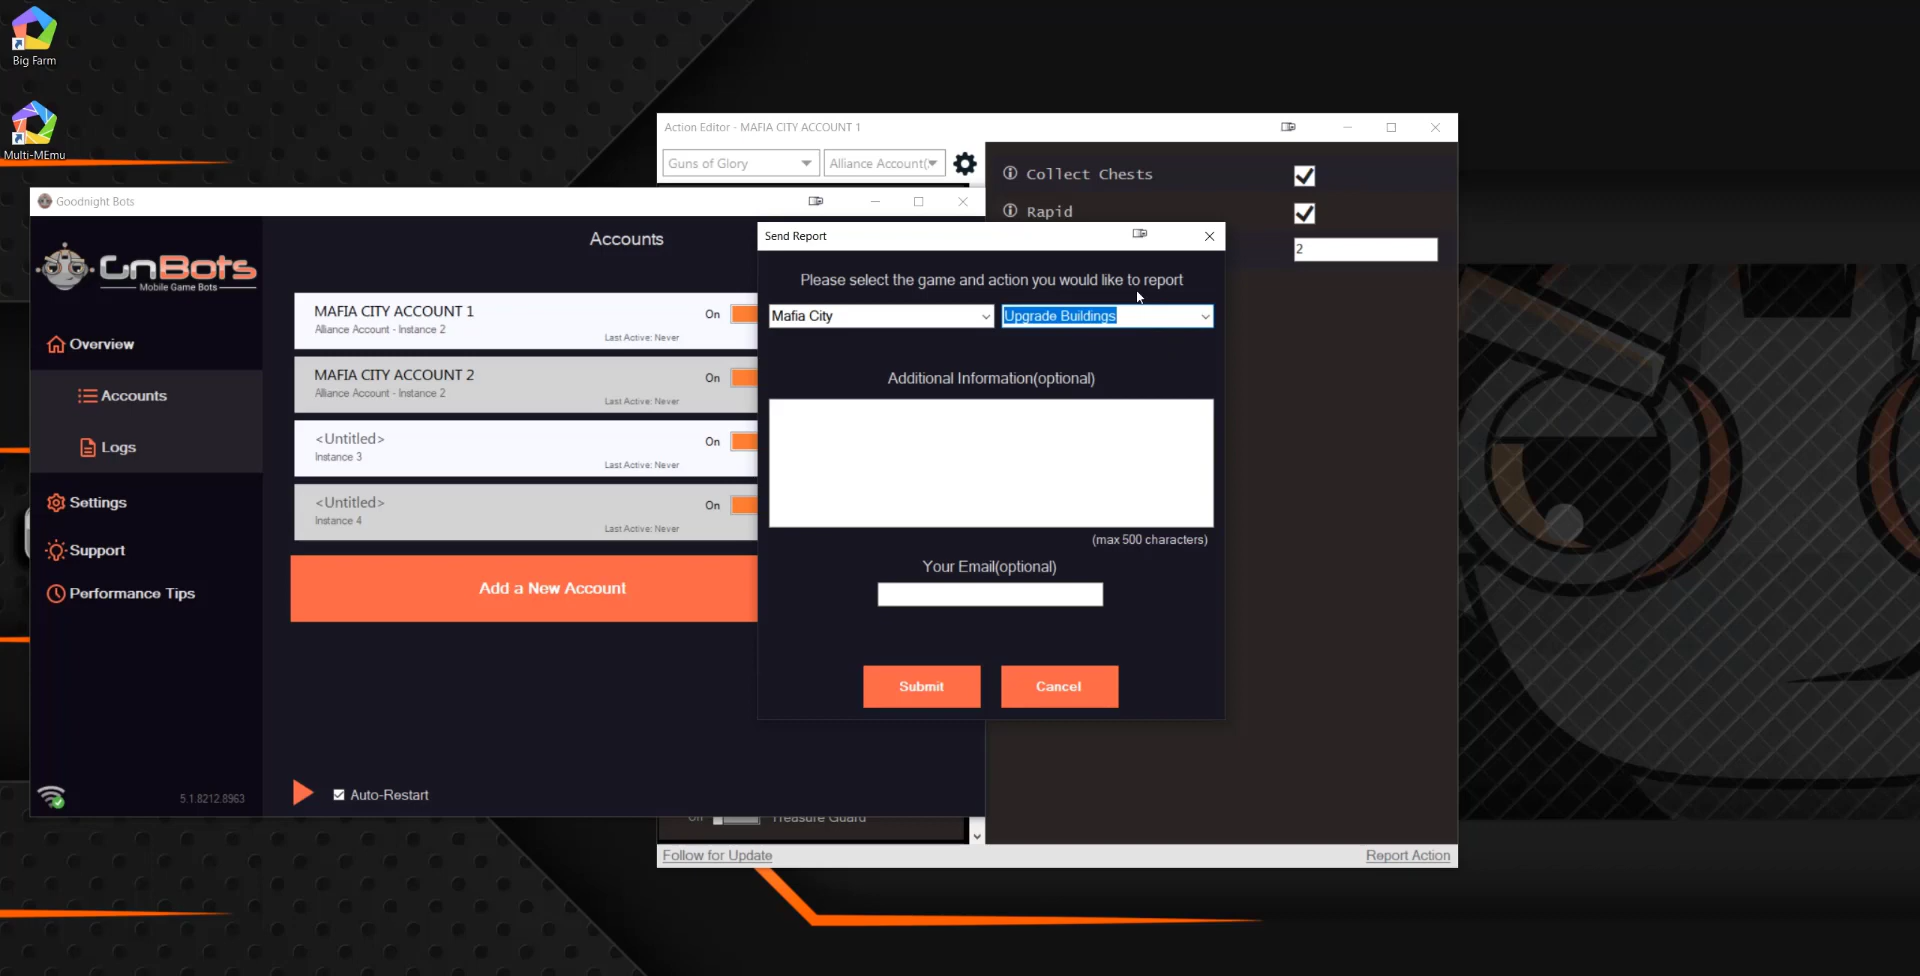 Big Farm
Multi-MEmu
Action Editor - MAFIA CITY ACCOUNT 1
Guns of Glory
Alliance Account(
Collect Chests
Rapid
2
Goodnight Bots
GnBots
Mobile Game Bots
Overview
Accounts
Logs
Settings
Support
Performance Tips
5.1.8212.8963
Accounts
MAFIA CITY ACCOUNT 1
Alliance Account - Instance 2
On
Last Active: Never
MAFIA CITY ACCOUNT 2
Alliance Account - Instance 2
On
Last Active: Never
<Untitled>
Instance 3
On
Last Active: Never
<Untitled>
Instance 4
On
Last Active: Never
Add a New Account
Auto-Restart
Send Report
Please select the game and action you would like to report
Mafia City
Upgrade Buildings
Additional Information(optional)
(max 500 characters)
Your Email(optional)
Submit
Cancel
Off
Treasure Guard
Follow for Update
Report Action